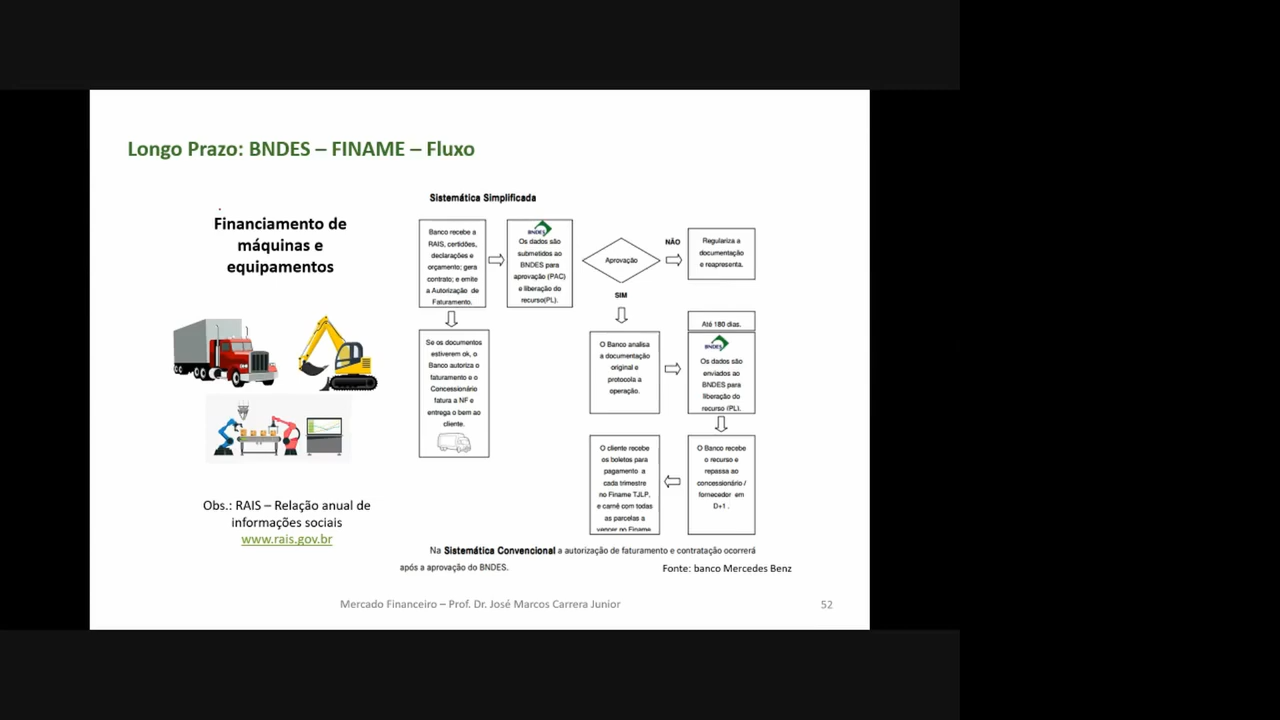 Longo Prazo: BNDES – FINAME – Fluxo
.
Financiamento de
máquinas e
equipamentos
Obs.: RAIS – Relação anual de
informações sociais
www.rais.gov.br
Sistemática Simplificada
Banco recebe a
RAIS, certidões,
declarações e
orçamento; gera
contrato; e emite
a Autorização de
Faturamento.
BNDES
Os dados são
submetidos ao
BNDES para
aprovação (PAC)
e liberação do
recurso(PL).
Aprovação
NÃO
Regulariza a
documentação
e reapresenta.
SIM
Se os documentos
estiverem ok, o
Banco autoriza o
faturamento e o
Concessionário
fatura a NF e
entrega o bem ao
cliente.
O Banco analisa
a documentação
original e
protocola a
operação.
Até 180 dias.
BNDES
Os dados são
enviados ao
BNDES para
liberação do
recurso (PL).
O cliente recebe
os boletos para
pagamento a
cada trimestre
no Finame TJLP,
e carnê com todas
as parcelas a
vencer no Finame
O Banco recebe
o recurso e
repassa ao
concessionário /
fornecedor em
D+1 .
Na Sistemática Convencional a autorização de faturamento e contratação ocorrerá
após a aprovação do BNDES.
Fonte: banco Mercedes Benz
Mercado Financeiro – Prof. Dr. José Marcos Carrera Junior
52